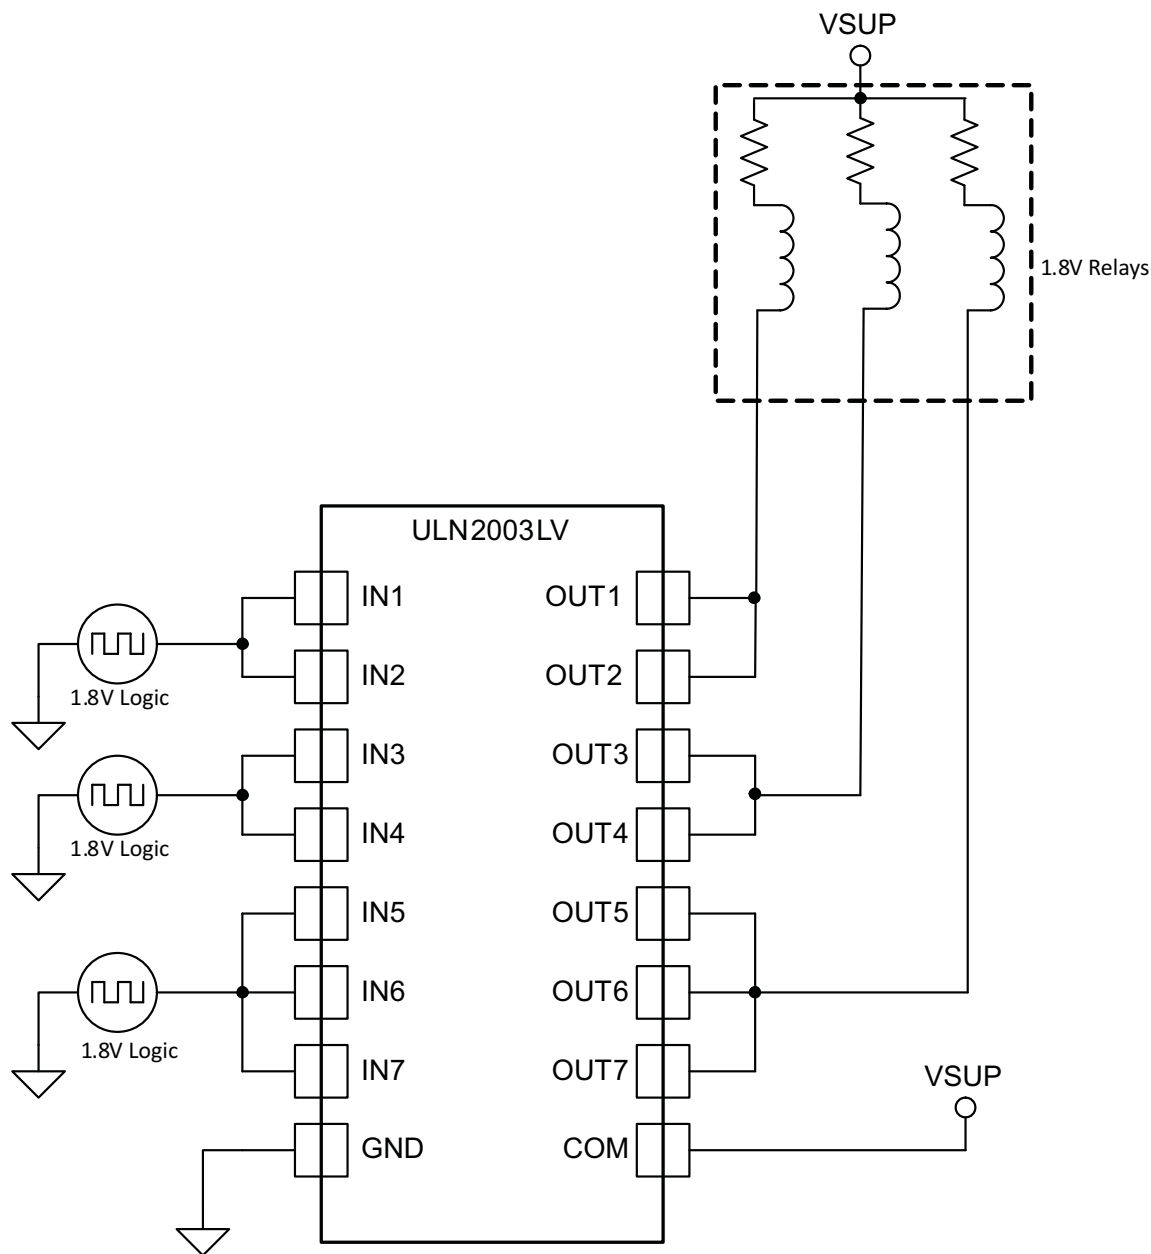 VSUP
1.8V Relays
ULN2003LV
IN1 OUT1
1.8V Logic
IN2 OUT2
IN3 OUT3
1.8V Logic
IN4 OUT4
IN5 OUT5
IN6 OUT6
1.8V Logic
IN7 OUT7
VSUP
GND COM